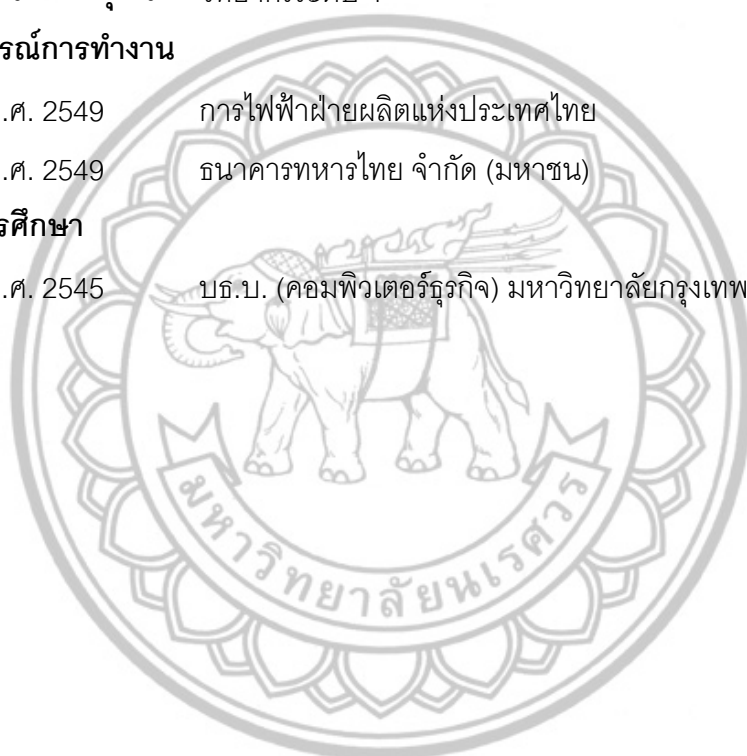 รณ์การทำงาน
.ศ. 2549 การไฟฟ้าฝ่ายผลิตแห่งประเทศไทย
.ศ. 2549 ธนาคารทหารไทย จำกัด (มหาชน)
รศึกษา
.ศ. 2545 บธ.บ. (คอมพิวเตอร์ธุรกิจ) มหาวิทยาลัยกรุงเทพ
มหาวิทยาลัยนเรศวร